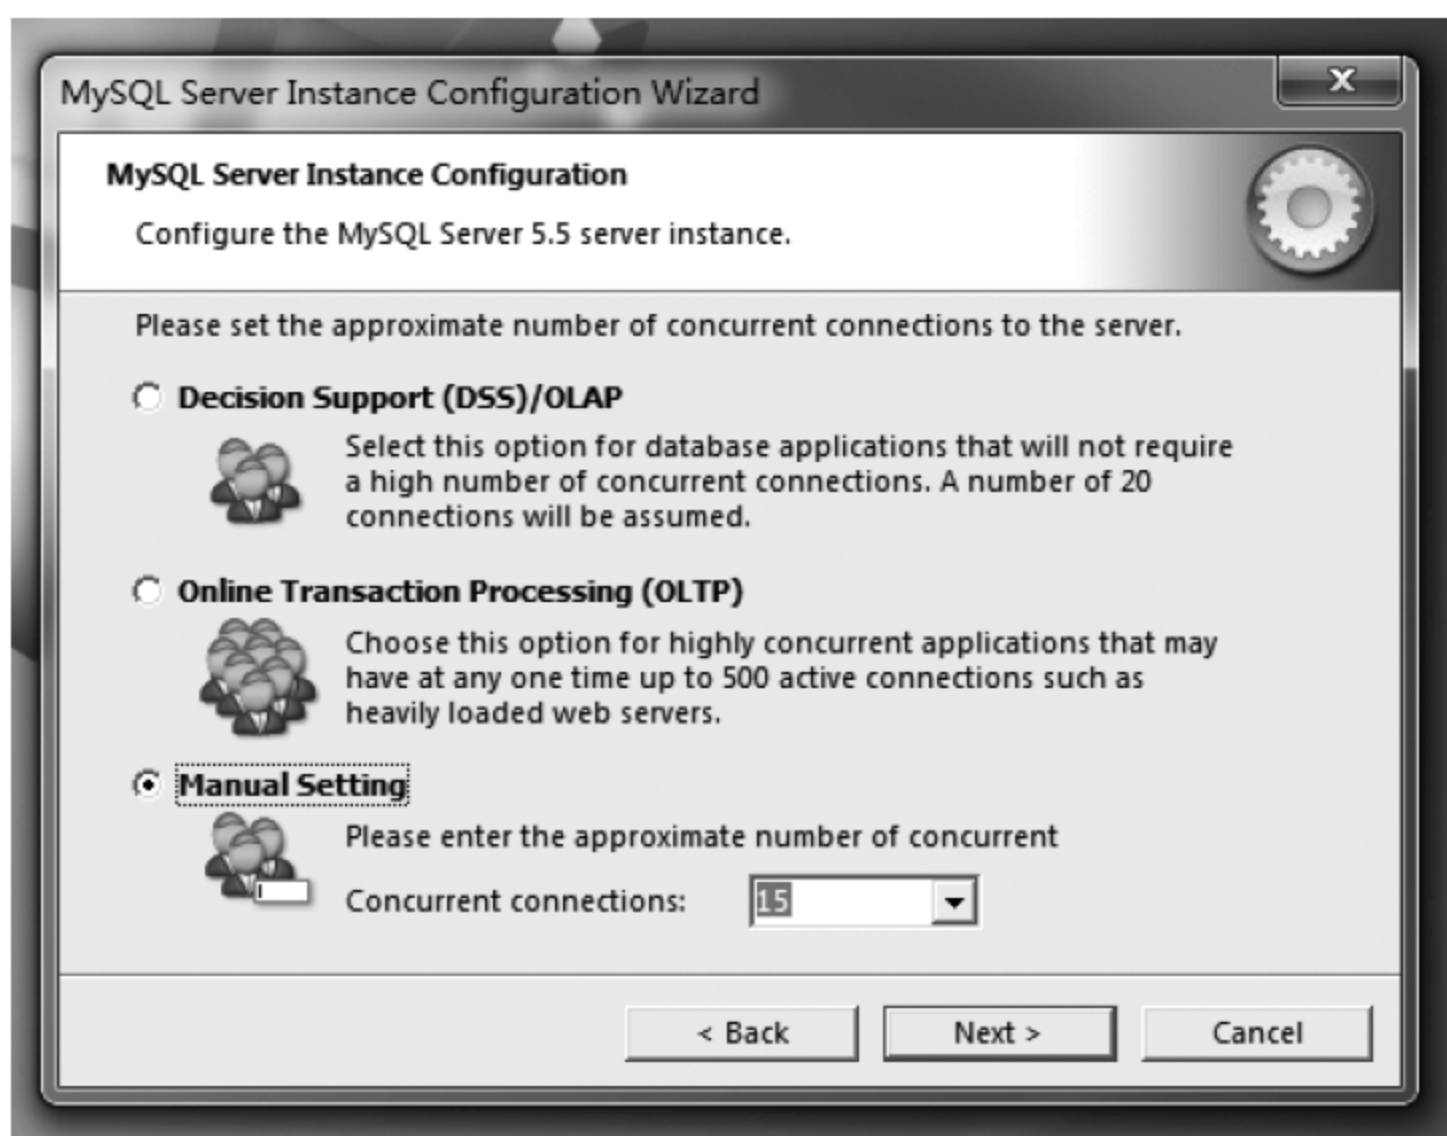 MySQL Server Instance Configuration Wizard
x
MySQL Server Instance Configuration
Configure the MySQL Server 5.5 server instance.
Please set the approximate number of concurrent connections to the server.
Decision Support (DSS)/OLAP
Select this option for database applications that will not require
a high number of concurrent connections. A number of 20
connections will be assumed.
Online Transaction Processing (OLTP)
Choose this option for highly concurrent applications that may
have at any one time up to 500 active connections such as
heavily loaded web servers.
Manual Setting
Please enter the approximate number of concurrent
Concurrent connections: 15
< Back Next > Cancel